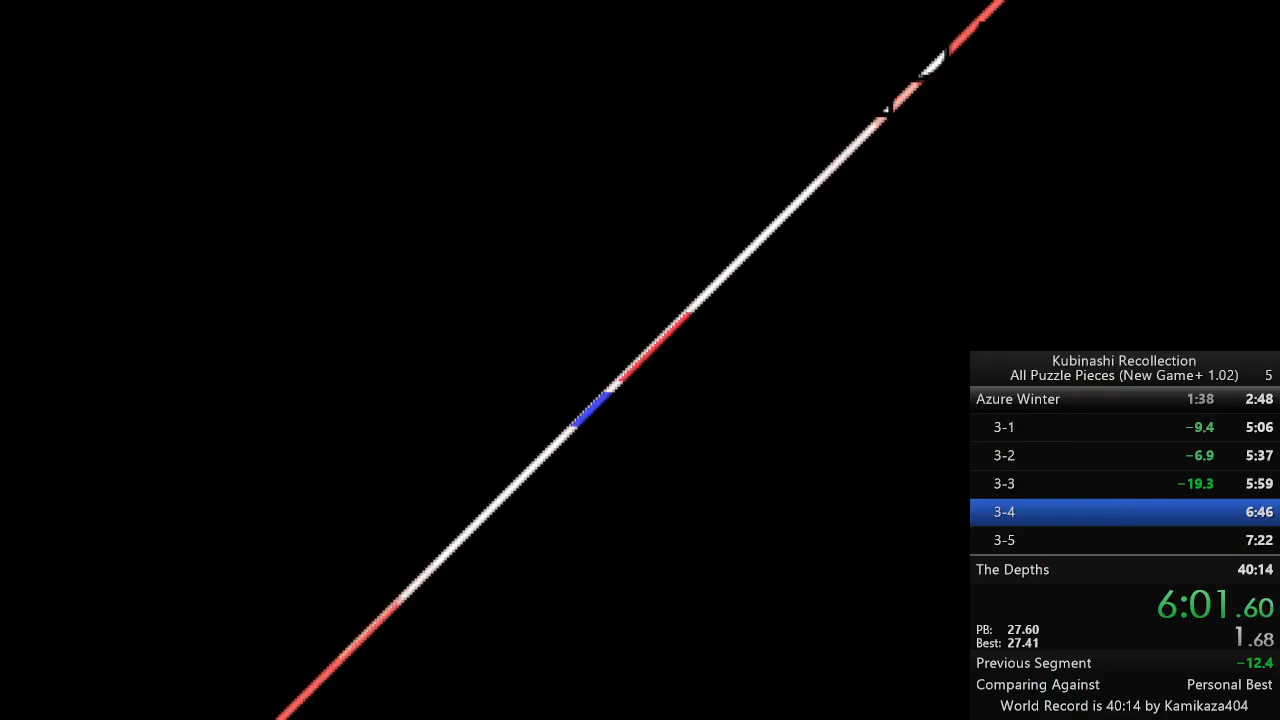 Kubinashi Recollection
All Puzzle Pieces (New Game+ 1.02) 5
Azure Winter 1:38 2:48
3-1 −9.4 5:06
3-2 −6.9 5:37
3-3 −19.3 5:59
3-4 6:46
3-5 7:22
The Depths 40:14
6:01.60
PB: 27.60 1.68
Best: 27.41
Previous Segment −12.4
Comparing Against Personal Best
World Record is 40:14 by Kamikaza404